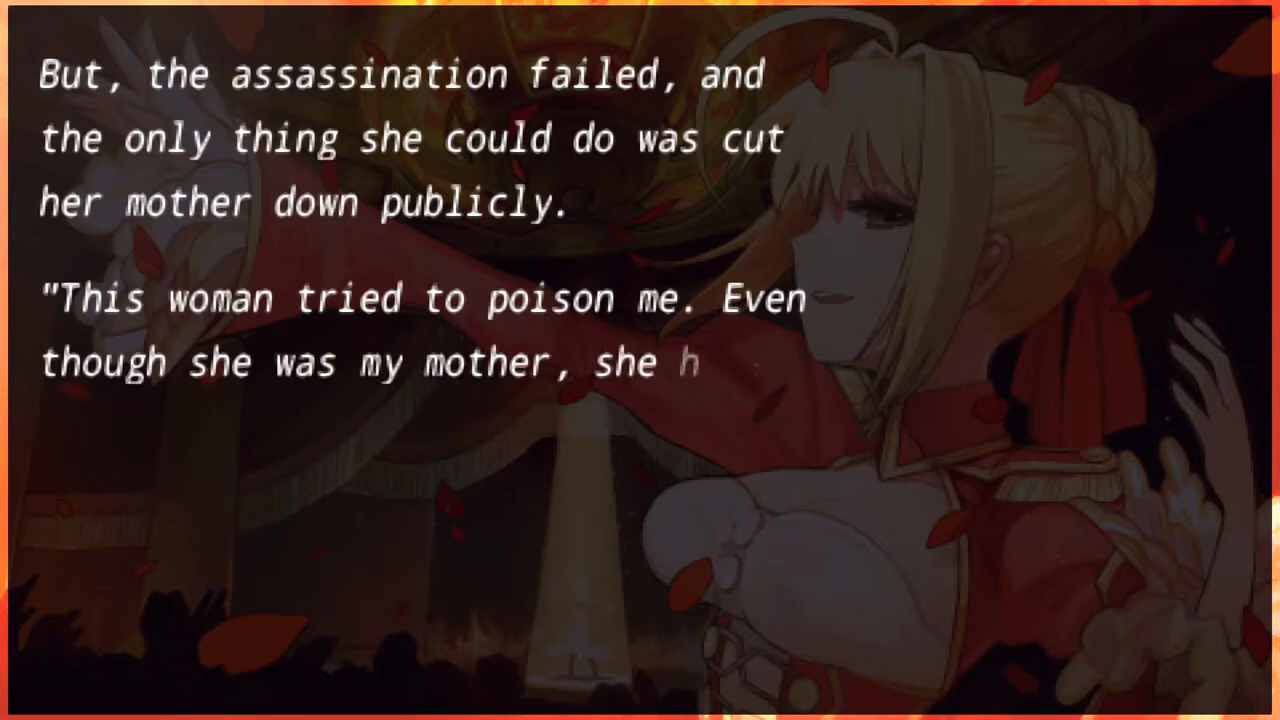 But, the assassination failed, and
the only thing she could do was cut
her mother down publicly.
"This woman tried to poison me. Even
though she was my mother, she h